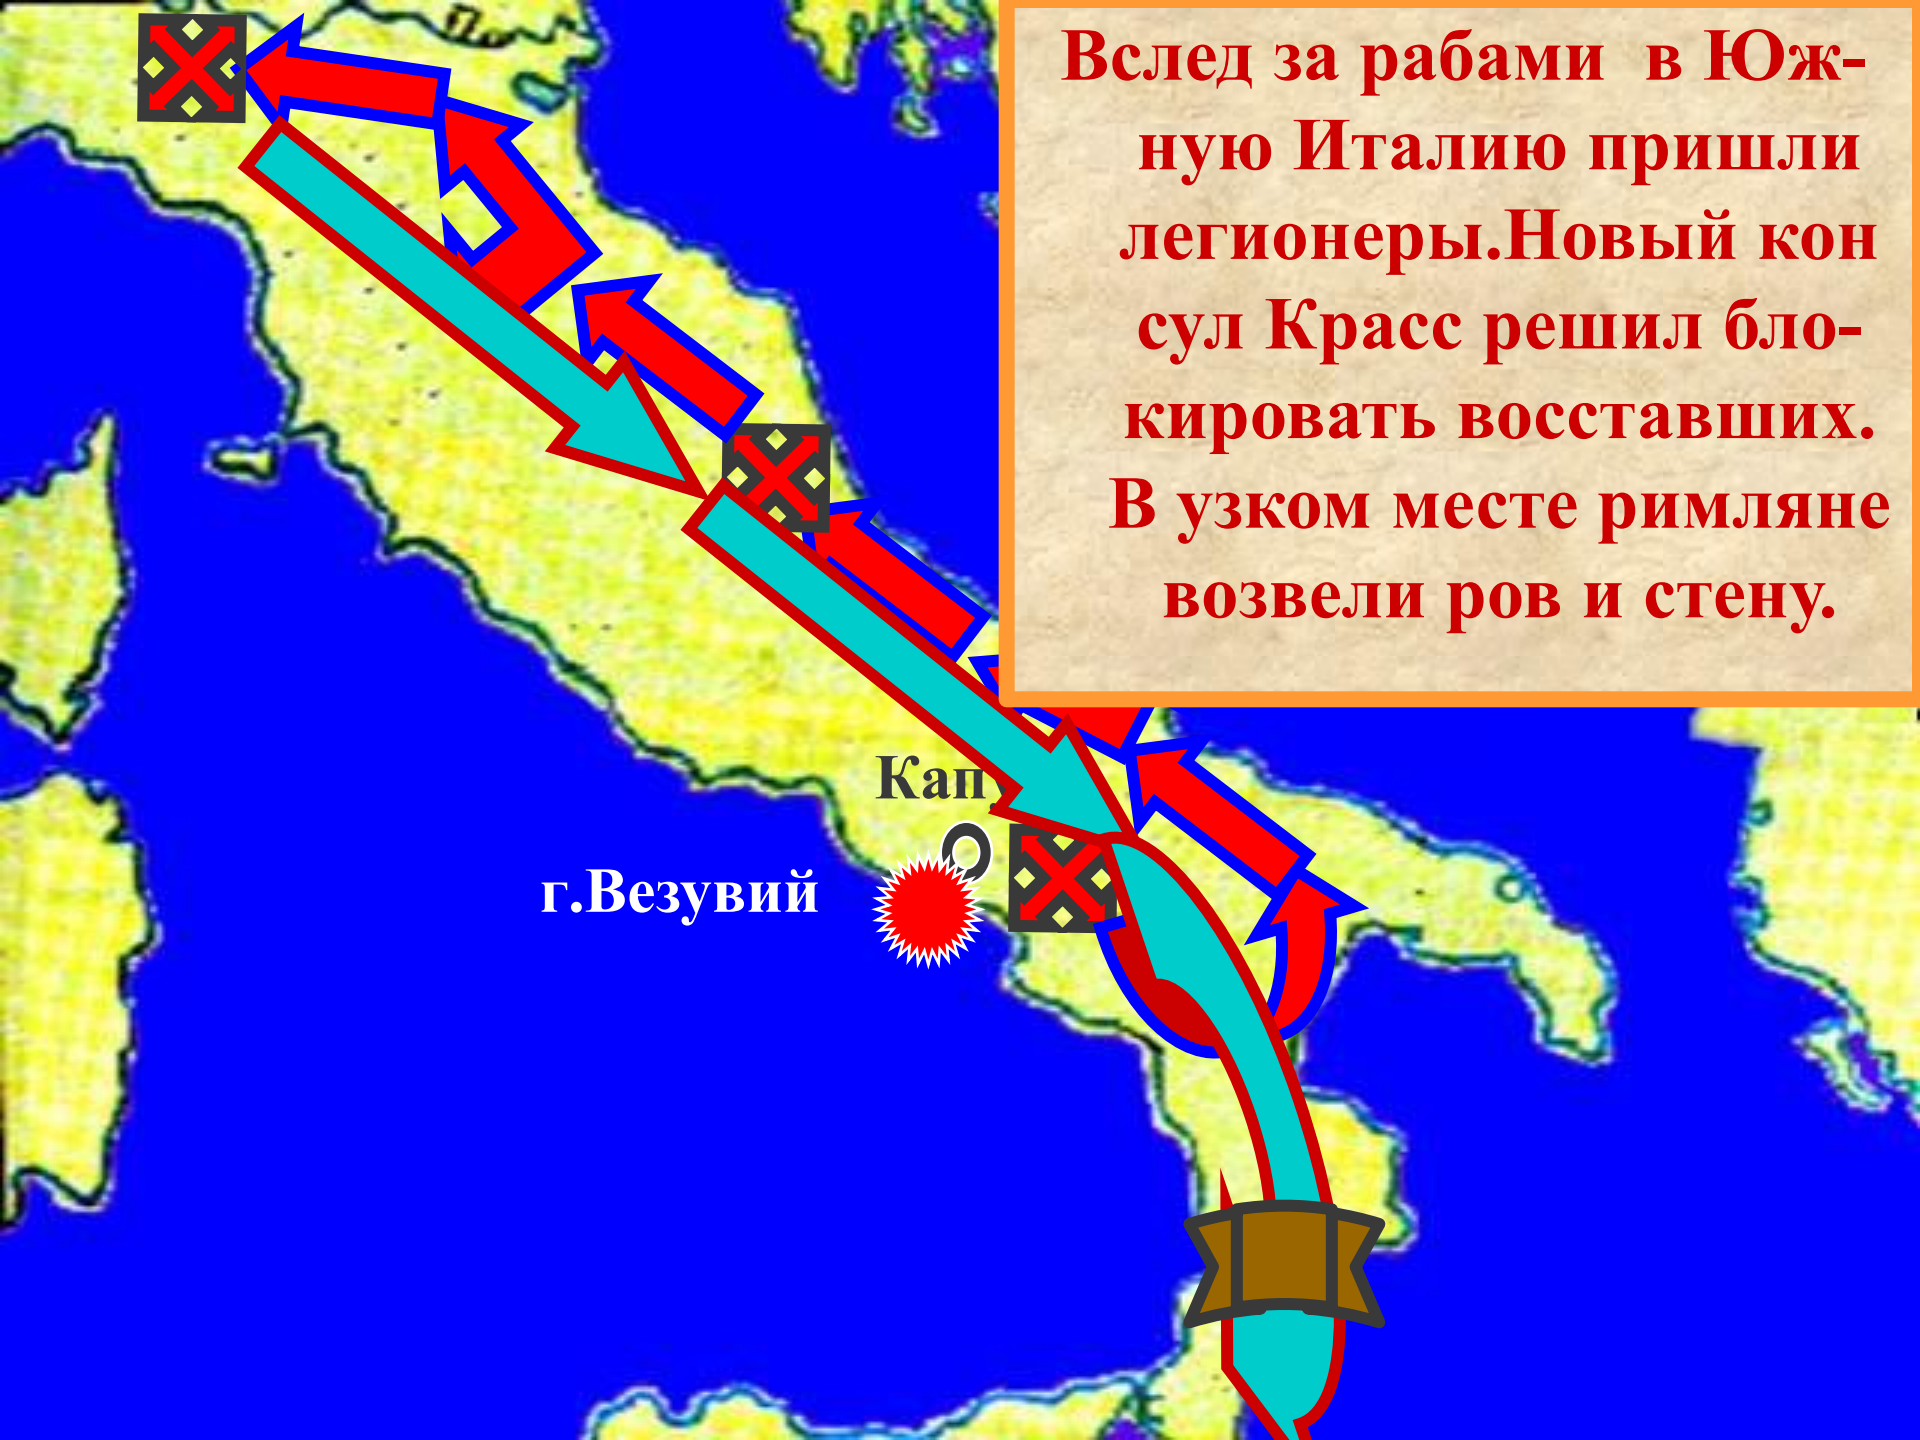 Вслед за рабами в Юж-
ную Италию пришли
легионеры.Новый кон
сул Красс решил бло-
кировать восставших.
В узком месте римляне
возвели ров и стену.
г.Везувий